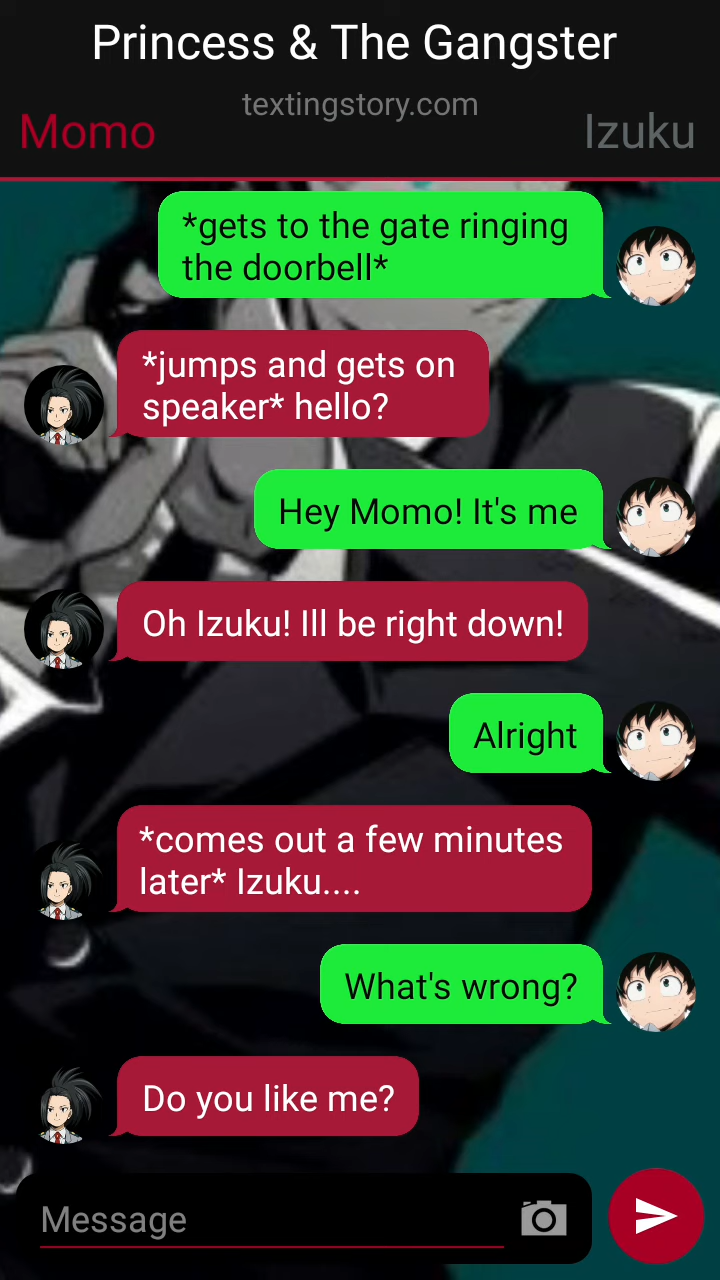 Princess & The Gangster
textingstory.com
Momo
Izuku
*gets to the gate ringing
the doorbell*
*jumps and gets on
speaker* hello?
Hey Momo! It's me
Oh Izuku! Ill be right down!
Alright
*comes out a few minutes
later* Izuku....
What's wrong?
Do you like me?
Message